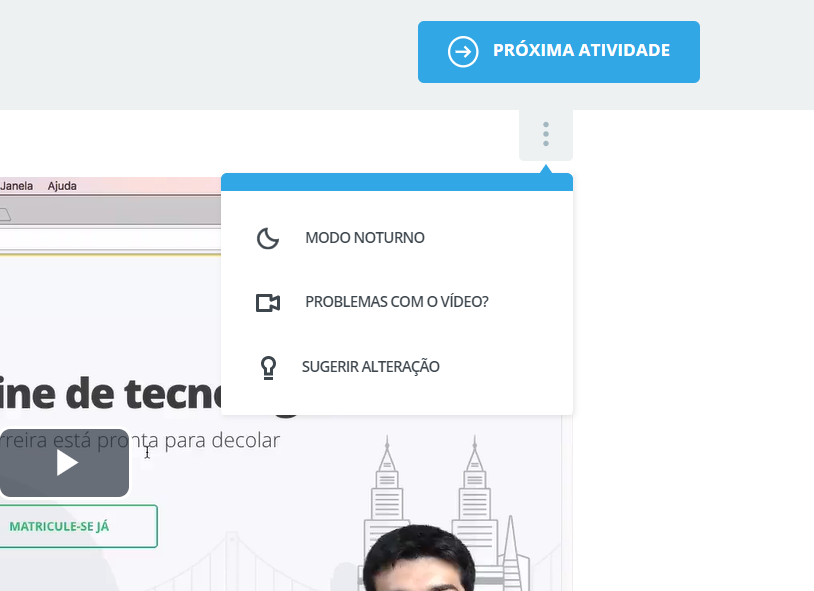 PRÓXIMA ATIVIDADE
Janela Ajuda
MODO NOTURNO
PROBLEMAS COM O VÍDEO?
SUGERIR ALTERAÇÃO
ine de tecno
rreira está pronta para decolar
MATRICULE-SE JÁ